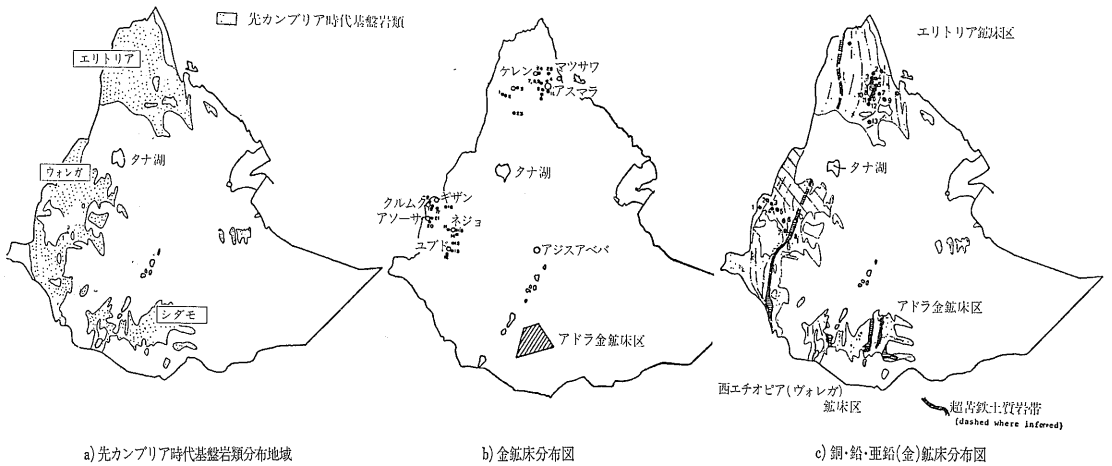 先カンブリア時代基盤岩類
エリトリア
ウォンガ
タナ湖
シダモ
a) 先カンブリア時代基盤岩類分布地域
ケレン
マツサワ
アスマラ
タナ湖
クルムク
ギザン
アソーサ
ネジョ
ユブド
アジスアベバ
アドラ金鉱床区
b) 金鉱床分布図
エリトリア鉱床区
タナ湖
アドラ金鉱床区
西エチオピア(ヴォレガ)
鉱床区
超苦鉄土質岩帯
(dashed where inferred)
c) 銅・鉛・亜鉛(金)鉱床分布図